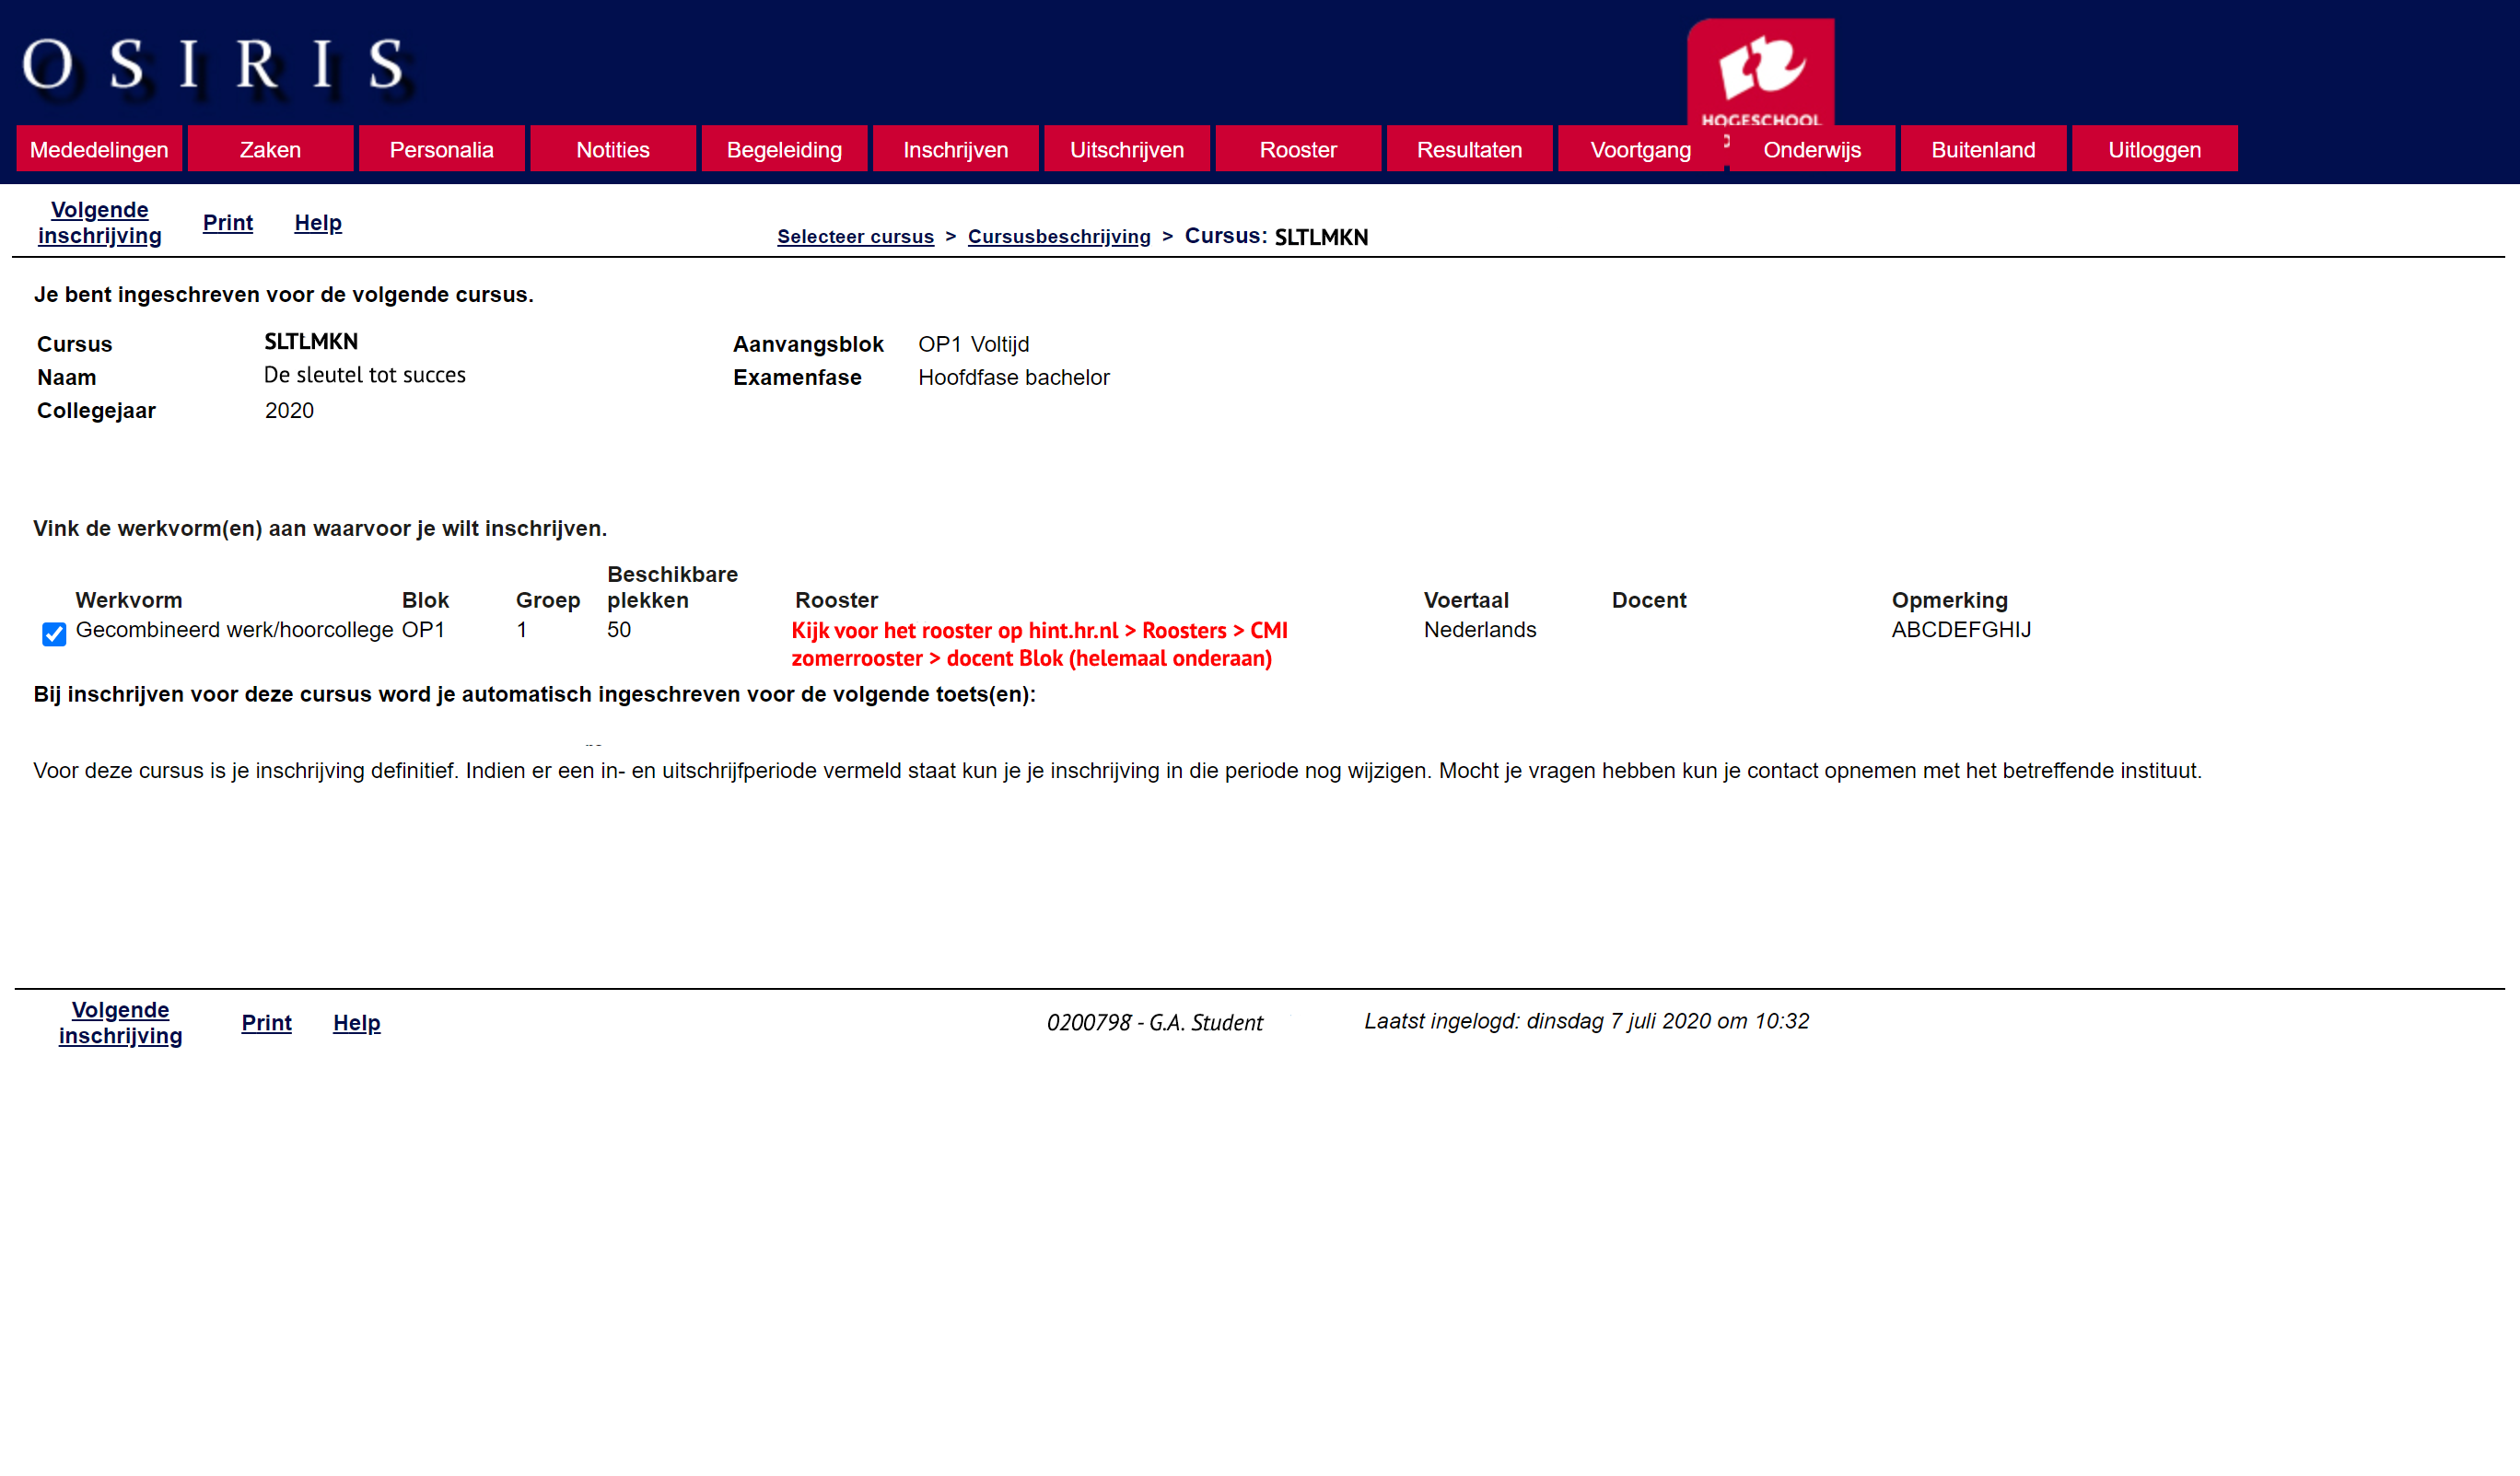 OSIRIS
HOGESCHOOL
Mededelingen Zaken Personalia Notities Begeleiding Inschrijven Uitschrijven Rooster Resultaten Voortgang Onderwijs Buitenland Uitloggen
Volgende
inschrijving Print Help
Selecteer cursus > Cursusbeschrijving > Cursus: SLTLMKN
Je bent ingeschreven voor de volgende cursus.
Cursus SLTLMKN Aanvangsblok OP1 Voltijd
Naam De sleutel tot succes Examenfase Hoofdfase bachelor
Collegejaar 2020
Vink de werkvorm(en) aan waarvoor je wilt inschrijven.
Beschikbare
Werkvorm Blok Groep plekken Rooster Voertaal Docent Opmerking
Gecombineerd werk/hoorcollege OP1 1 50 Kijk voor het rooster op hint.hr.nl > Roosters > CMI Nederlands ABCDEFGHIJ
zomerrooster > docent Blok (helemaal onderaan)
Bij inschrijven voor deze cursus word je automatisch ingeschreven voor de volgende toets(en):
Voor deze cursus is je inschrijving definitief. Indien er een in- en uitschrijfperiode vermeld staat kun je je inschrijving in die periode nog wijzigen. Mocht je vragen hebben kun je contact opnemen met het betreffende instituut.
Volgende
inschrijving Print Help
0200798 - G.A. Student Laatst ingelogd: dinsdag 7 juli 2020 om 10:32